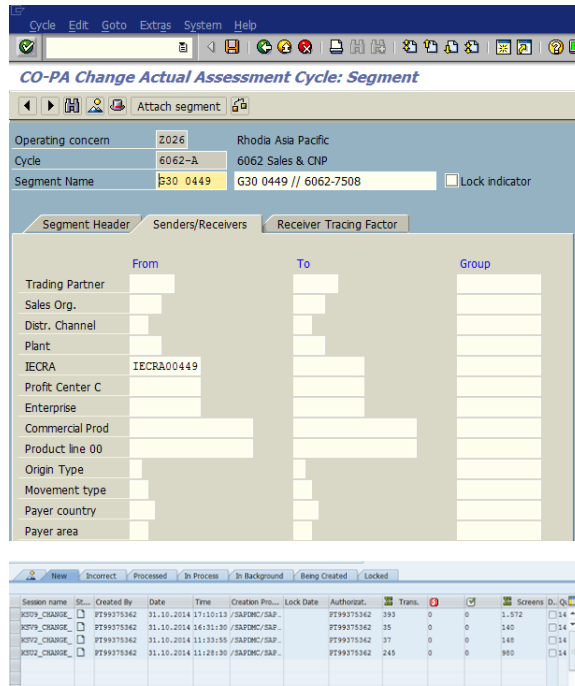 Cycle Edit Goto Extras System Help
CO-PA Change Actual Assessment Cycle: Segment
Attach segment
Operating concern Z026 Rhodia Asia Pacific
Cycle 6062-A 6062 Sales & CNP
Segment Name G30 0449 G30 0449 // 6062-7508 Lock indicator
Segment Header Senders/Receivers Receiver Tracing Factor
From To Group
Trading Partner
Sales Org.
Distr. Channel
Plant
IECRA IECRA00449
Profit Center C
Enterprise
Commercial Prod
Product line 00
Origin Type
Movement type
Payer country
Payer area
New Incorrect Processed In Process In Background Being Created Locked
Session name St... Created By Date Time Creation Pro... Lock Date Authorizat. Trans. Screens D.. Q
KSU9_CHANGE_ PT99375362 31.10.2014 17:10:13 /SAPDMC/SAP.. PT99375362 393 0 0 1.572 14
KSV9_CHANGE_ PT99375362 31.10.2014 16:31:30 /SAPDMC/SAP.. PT99375362 35 0 0 140 14
KSV2_CHANGE_ PT99375362 31.10.2014 11:33:55 /SAPDMC/SAP.. PT99375362 37 0 0 148 14
KSU2_CHANGE_ PT99375362 31.10.2014 11:28:30 /SAPDMC/SAP.. PT99375362 245 0 0 980 14